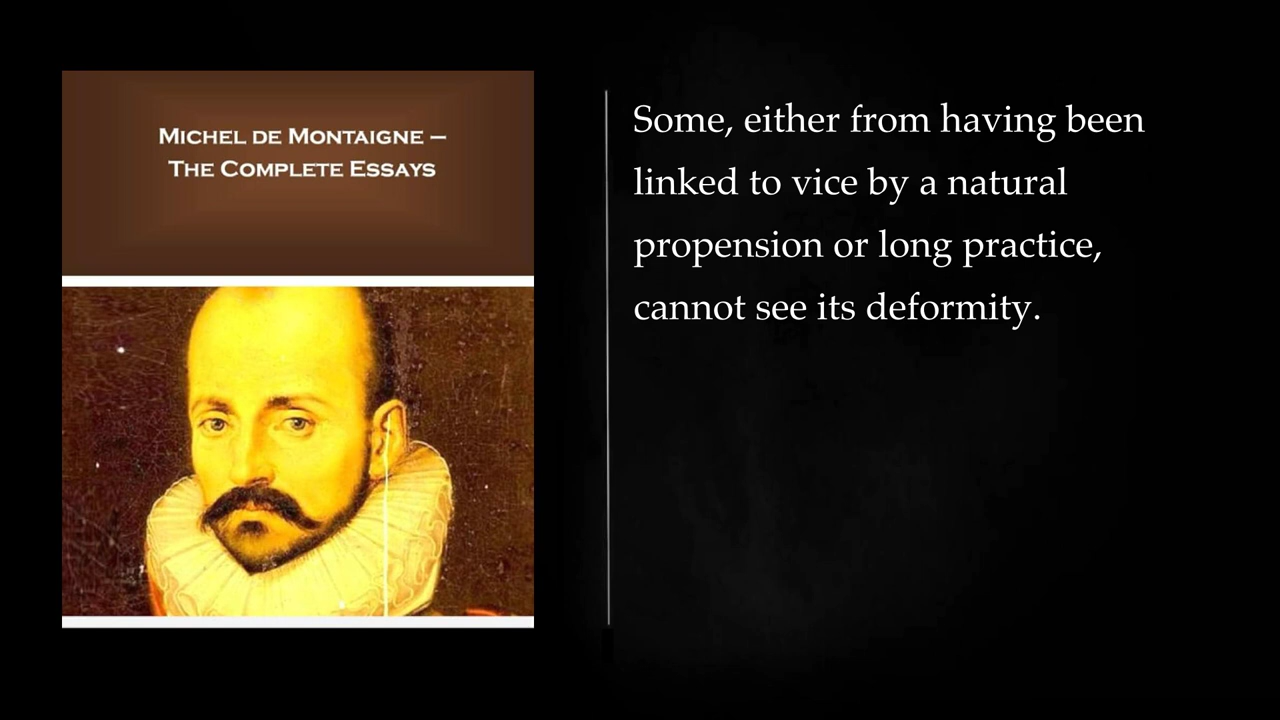 Michel de Montaigne –
The Complete Essays
Some, either from having been
linked to vice by a natural
propension or long practice,
cannot see its deformity.